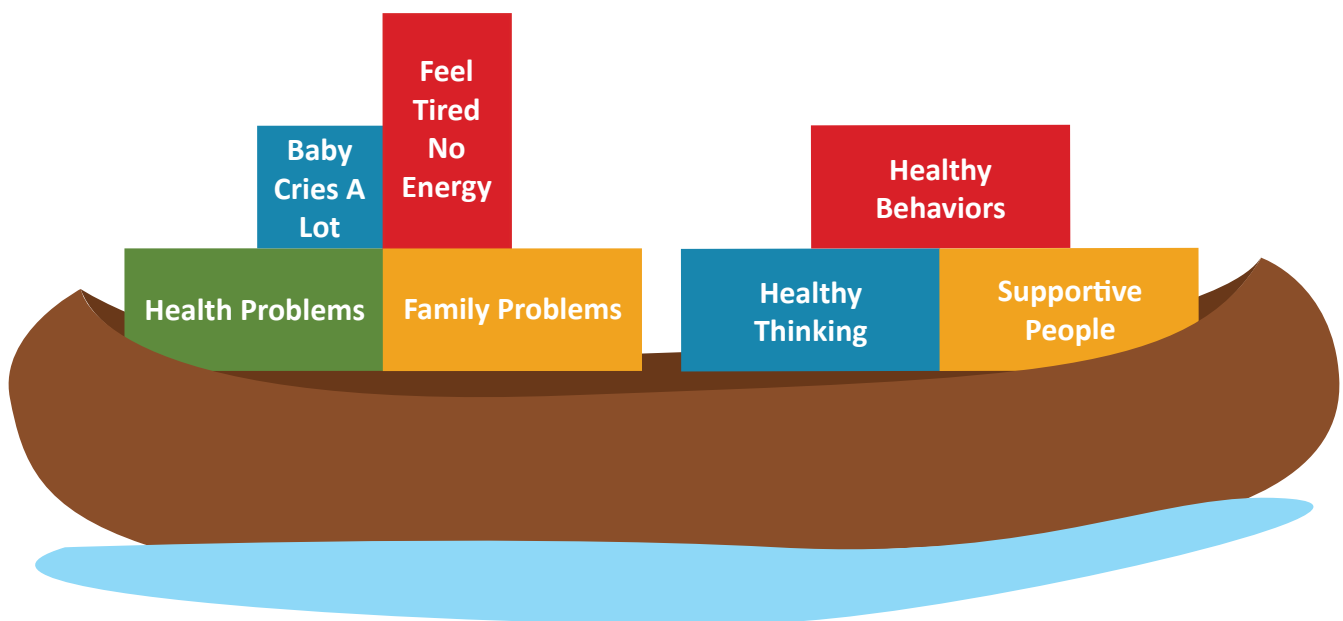 Feel
Tired
No
Energy
Baby
Cries A
Lot
Healthy
Behaviors
Health Problems
Family Problems
Healthy
Thinking
Supportive
People